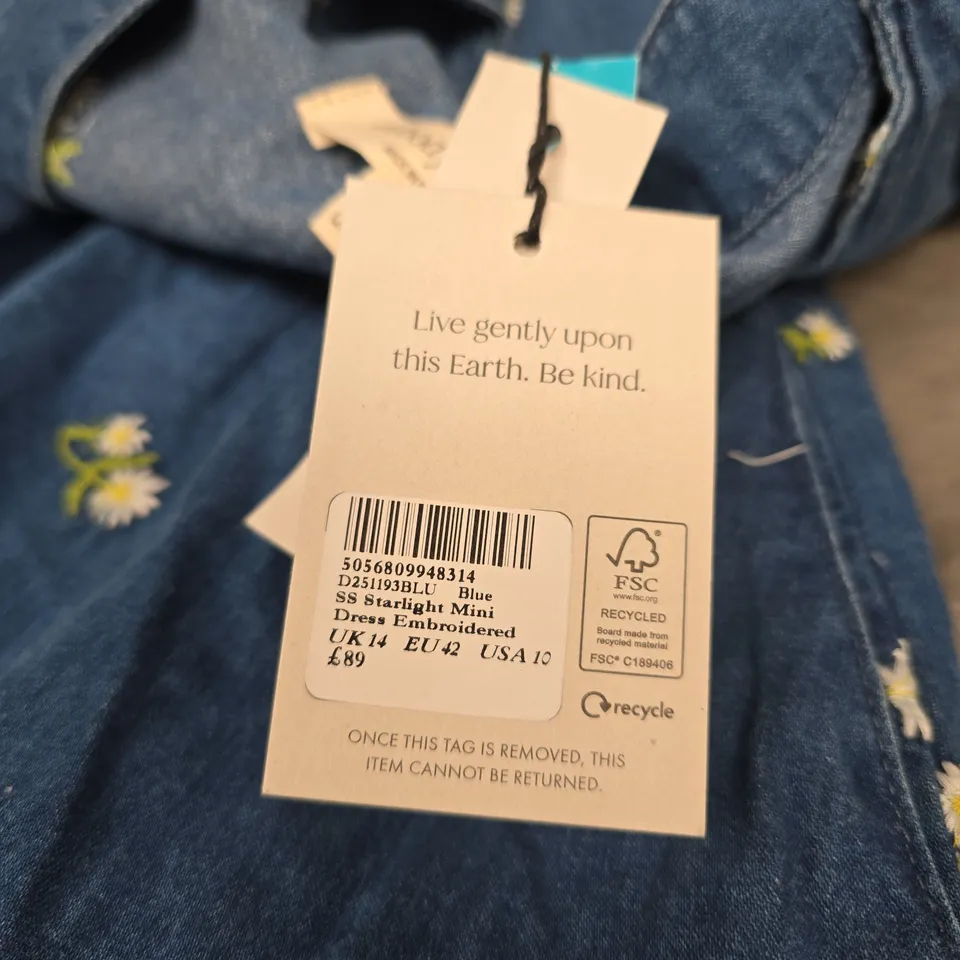 Live gently upon
this Earth. Be kind.
5056809948314
D251193BLU Blue
SS Starlight Mini
Dress Embroidered
UK 14 EU 42 USA 10
£89
FSC
www.fsc.org
RECYCLED
Board made from
recycled material
FSC® C189406
recycle
ONCE THIS TAG IS REMOVED, THIS
ITEM CANNOT BE RETURNED.